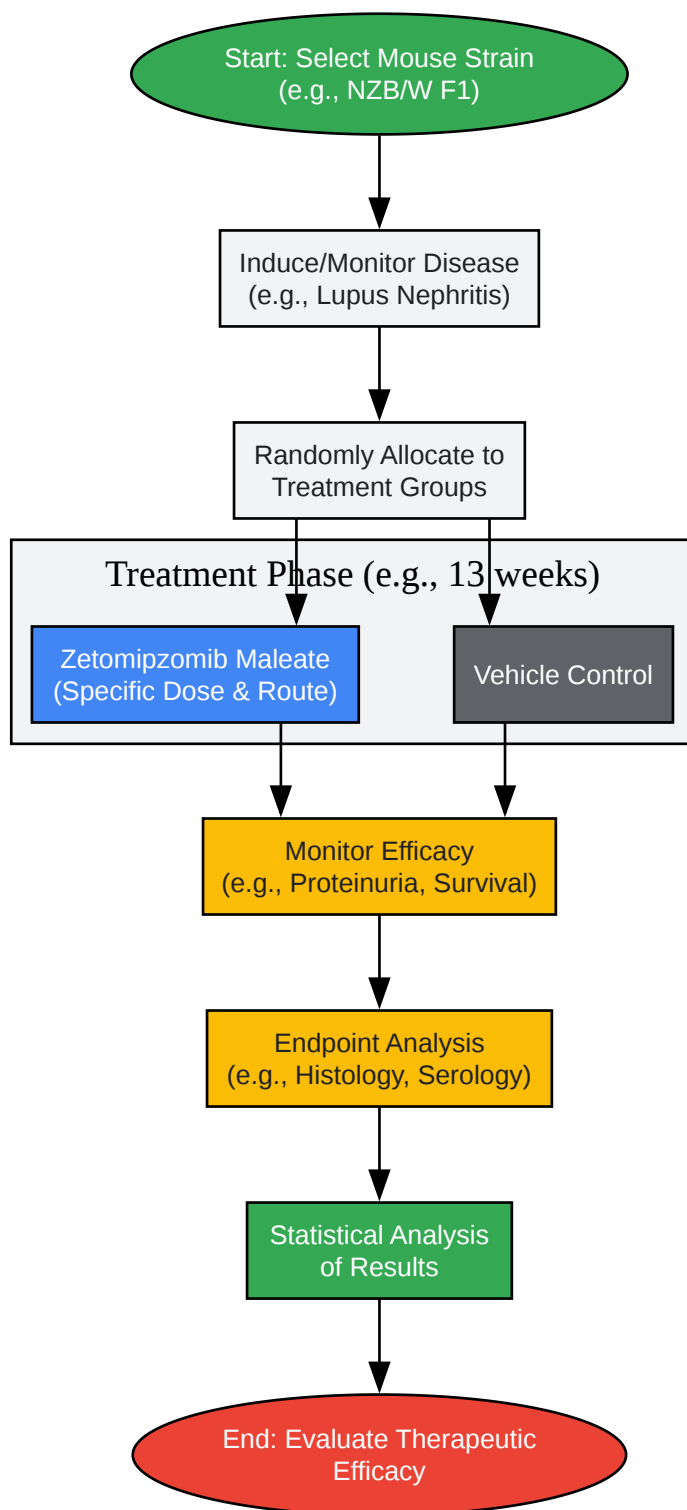 Start: Select Mouse Strain
(e.g., NZB/W F1)
Induce/Monitor Disease
(e.g., Lupus Nephritis)
Randomly Allocate to
Treatment Groups
Treatment Phase (e.g., 13 weeks)
Zetomipzomib Maleate
(Specific Dose & Route)
Vehicle Control
Monitor Efficacy
(e.g., Proteinuria, Survival)
Endpoint Analysis
(e.g., Histology, Serology)
Statistical Analysis
of Results
End: Evaluate Therapeutic
Efficacy